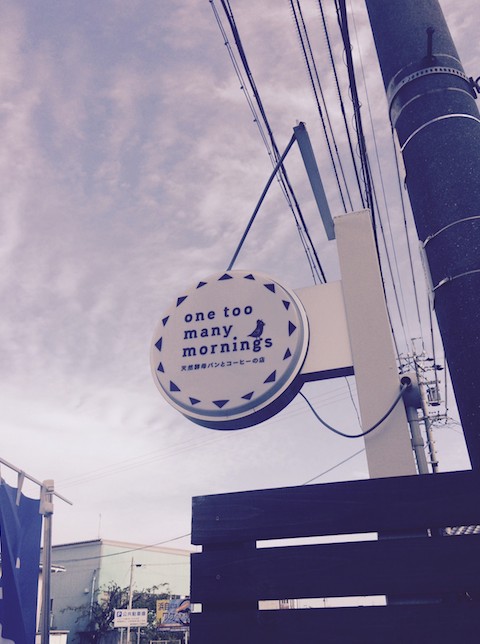 one too
many
mornings
天然酵母パンとコーヒーの店